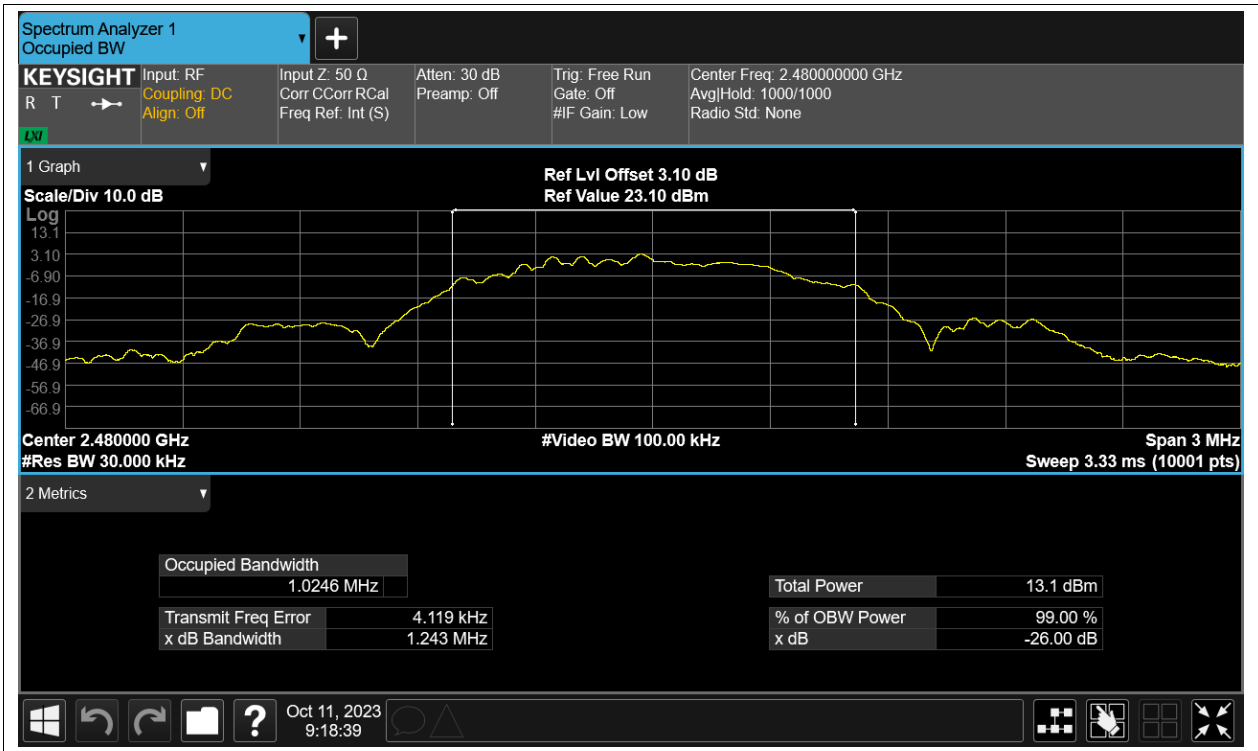 Spectrum Analyzer 1
Occupied BW
KEYSIGHT
R T
LXI
Input: RF
Coupling: DC
Align: Off
Input Z: 50 Ω
Corr CCorr RCal
Freq Ref: Int (S)
Atten: 30 dB
Preamp: Off
Trig: Free Run
Gate: Off
#IF Gain: Low
Center Freq: 2.480000000 GHz
Avg|Hold: 1000/1000
Radio Std: None
1 Graph
Scale/Div 10.0 dB
Ref Lvl Offset 3.10 dB
Ref Value 23.10 dBm
Log
13.1
3.10
-6.90
-16.9
-26.9
-36.9
-46.9
-56.9
-66.9
Center 2.480000 GHz
#Res BW 30.000 kHz
#Video BW 100.00 kHz
Span 3 MHz
Sweep 3.33 ms (10001 pts)
2 Metrics
Occupied Bandwidth
1.0246 MHz
Transmit Freq Error 4.119 kHz
x dB Bandwidth 1.243 MHz
Total Power 13.1 dBm
% of OBW Power 99.00 %
x dB -26.00 dB
?
Oct 11, 2023
9:18:39